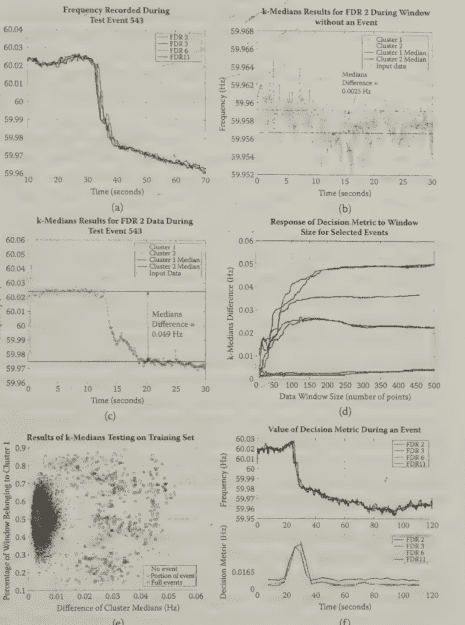 Frequency Recorded During
Test Event 543
60.04
60.03
60.02
60.01
60
59.99
59.98
59.97
59.96
FDR 2
FDR 3
FDR 6
FDR11
10 20 30 40 50 60 70
Time (seconds)
(a)
k-Medians Results for FDR 2 During Window
without an Event
Frequency (Hz)
59.968
59.966
59.964
59.962
59.96
59.958
59.956
59.954
59.952
Cluster 1
Cluster 2
Cluster 1 Median
Cluster 2 Median
Input data
Medians
Difference =
0.0025 Hz
0 5 10 15 20 25 30
Time (seconds)
(b)
k-Medians Results for FDR 2 Data During
Test Event 543
60.06
60.05
60.04
60.03
60.02
60.01
60
59.99
59.98
59.97
59.96
Cluster 1
Cluster 2
Cluster 1 Median
Cluster 2 Median
Input Data
Medians
Difference =
0.049 Hz
0 5 10 15 20 25 30
Time (seconds)
(c)
Response of Decision Metric to Window
Size for Selected Events
k-Medians Difference (Hz)
0.06
0.05
0.04
0.03
0.02
0.01
0
0 50 100 150 200 250 300 350 400 450 500
Data Window Size (number of points)
(d)
Results of k-Medians Testing on Training Set
Percentage of Window Belonging to Cluster 1
0.9
0.8
0.7
0.6
0.5
0.4
0.3
0.2
0.1
No event
Portion of event
Full events
0 0.01 0.02 0.03 0.04 0.05 0.06
Difference of Cluster Medians (Hz)
(e)
Value of Decision Metric During an Event
Frequency (Hz)
60.03
60.02
60.01
60
59.99
59.98
59.97
59.96
59.95
FDR 2
FDR 3
FDR 6
FDR11
0 20 40 60 80 100 120
Decision Metric (Hz)
0.0165
0
FDR 2
FDR 3
FDR 6
FDR11
0 20 40 60 80 100 120
Time (seconds)
(f)